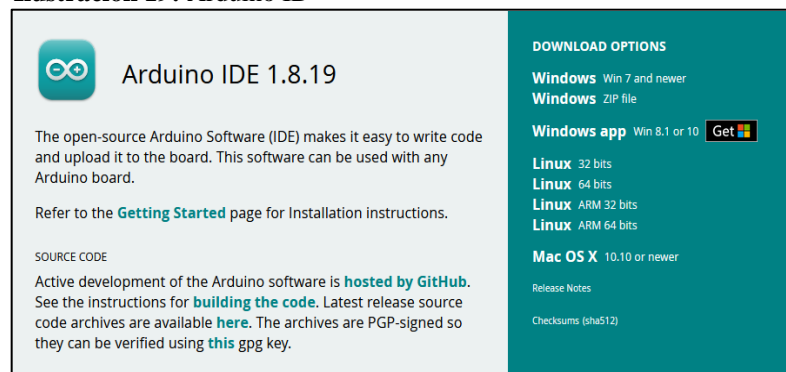 Arduino IDE 1.8.19
The open-source Arduino Software (IDE) makes it easy to write code
and upload it to the board. This software can be used with any
Arduino board.
Refer to the Getting Started page for Installation instructions.
SOURCE CODE
Active development of the Arduino software is hosted by GitHub.
See the instructions for building the code. Latest release source
code archives are available here. The archives are PGP-signed so
they can be verified using this gpg key.
DOWNLOAD OPTIONS
Windows Win 7 and newer
Windows ZIP file
Windows app Win 8.1 or 10 Get
Linux 32 bits
Linux 64 bits
Linux ARM 32 bits
Linux ARM 64 bits
Mac OS X 10.10 or newer
Release Notes
Checksums (sha512)